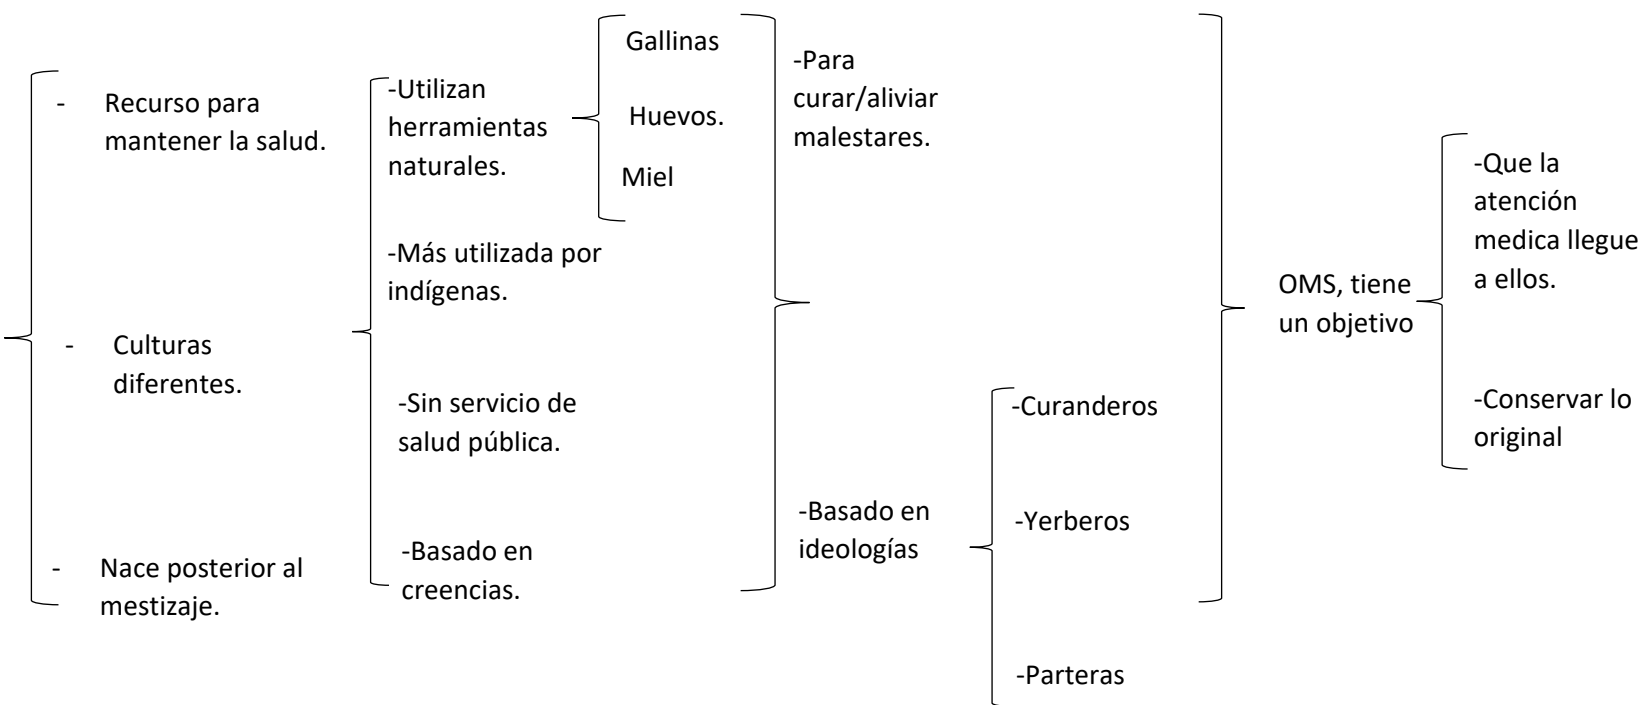 - Recurso para
mantener la salud.
- Culturas
diferentes.
- Nace posterior al
mestizaje.
-Utilizan
herramientas
naturales.
-Más utilizada por
indígenas.
-Sin servicio de
salud pública.
-Basado en
creencias.
Gallinas
Huevos.
Miel
-Para
curar/aliviar
malestares.
-Basado en
ideologías
-Curanderos
-Yerberos
-Parteras
OMS, tiene
un objetivo
-Que la
atención
medica llegue
a ellos.
-Conservar lo
original